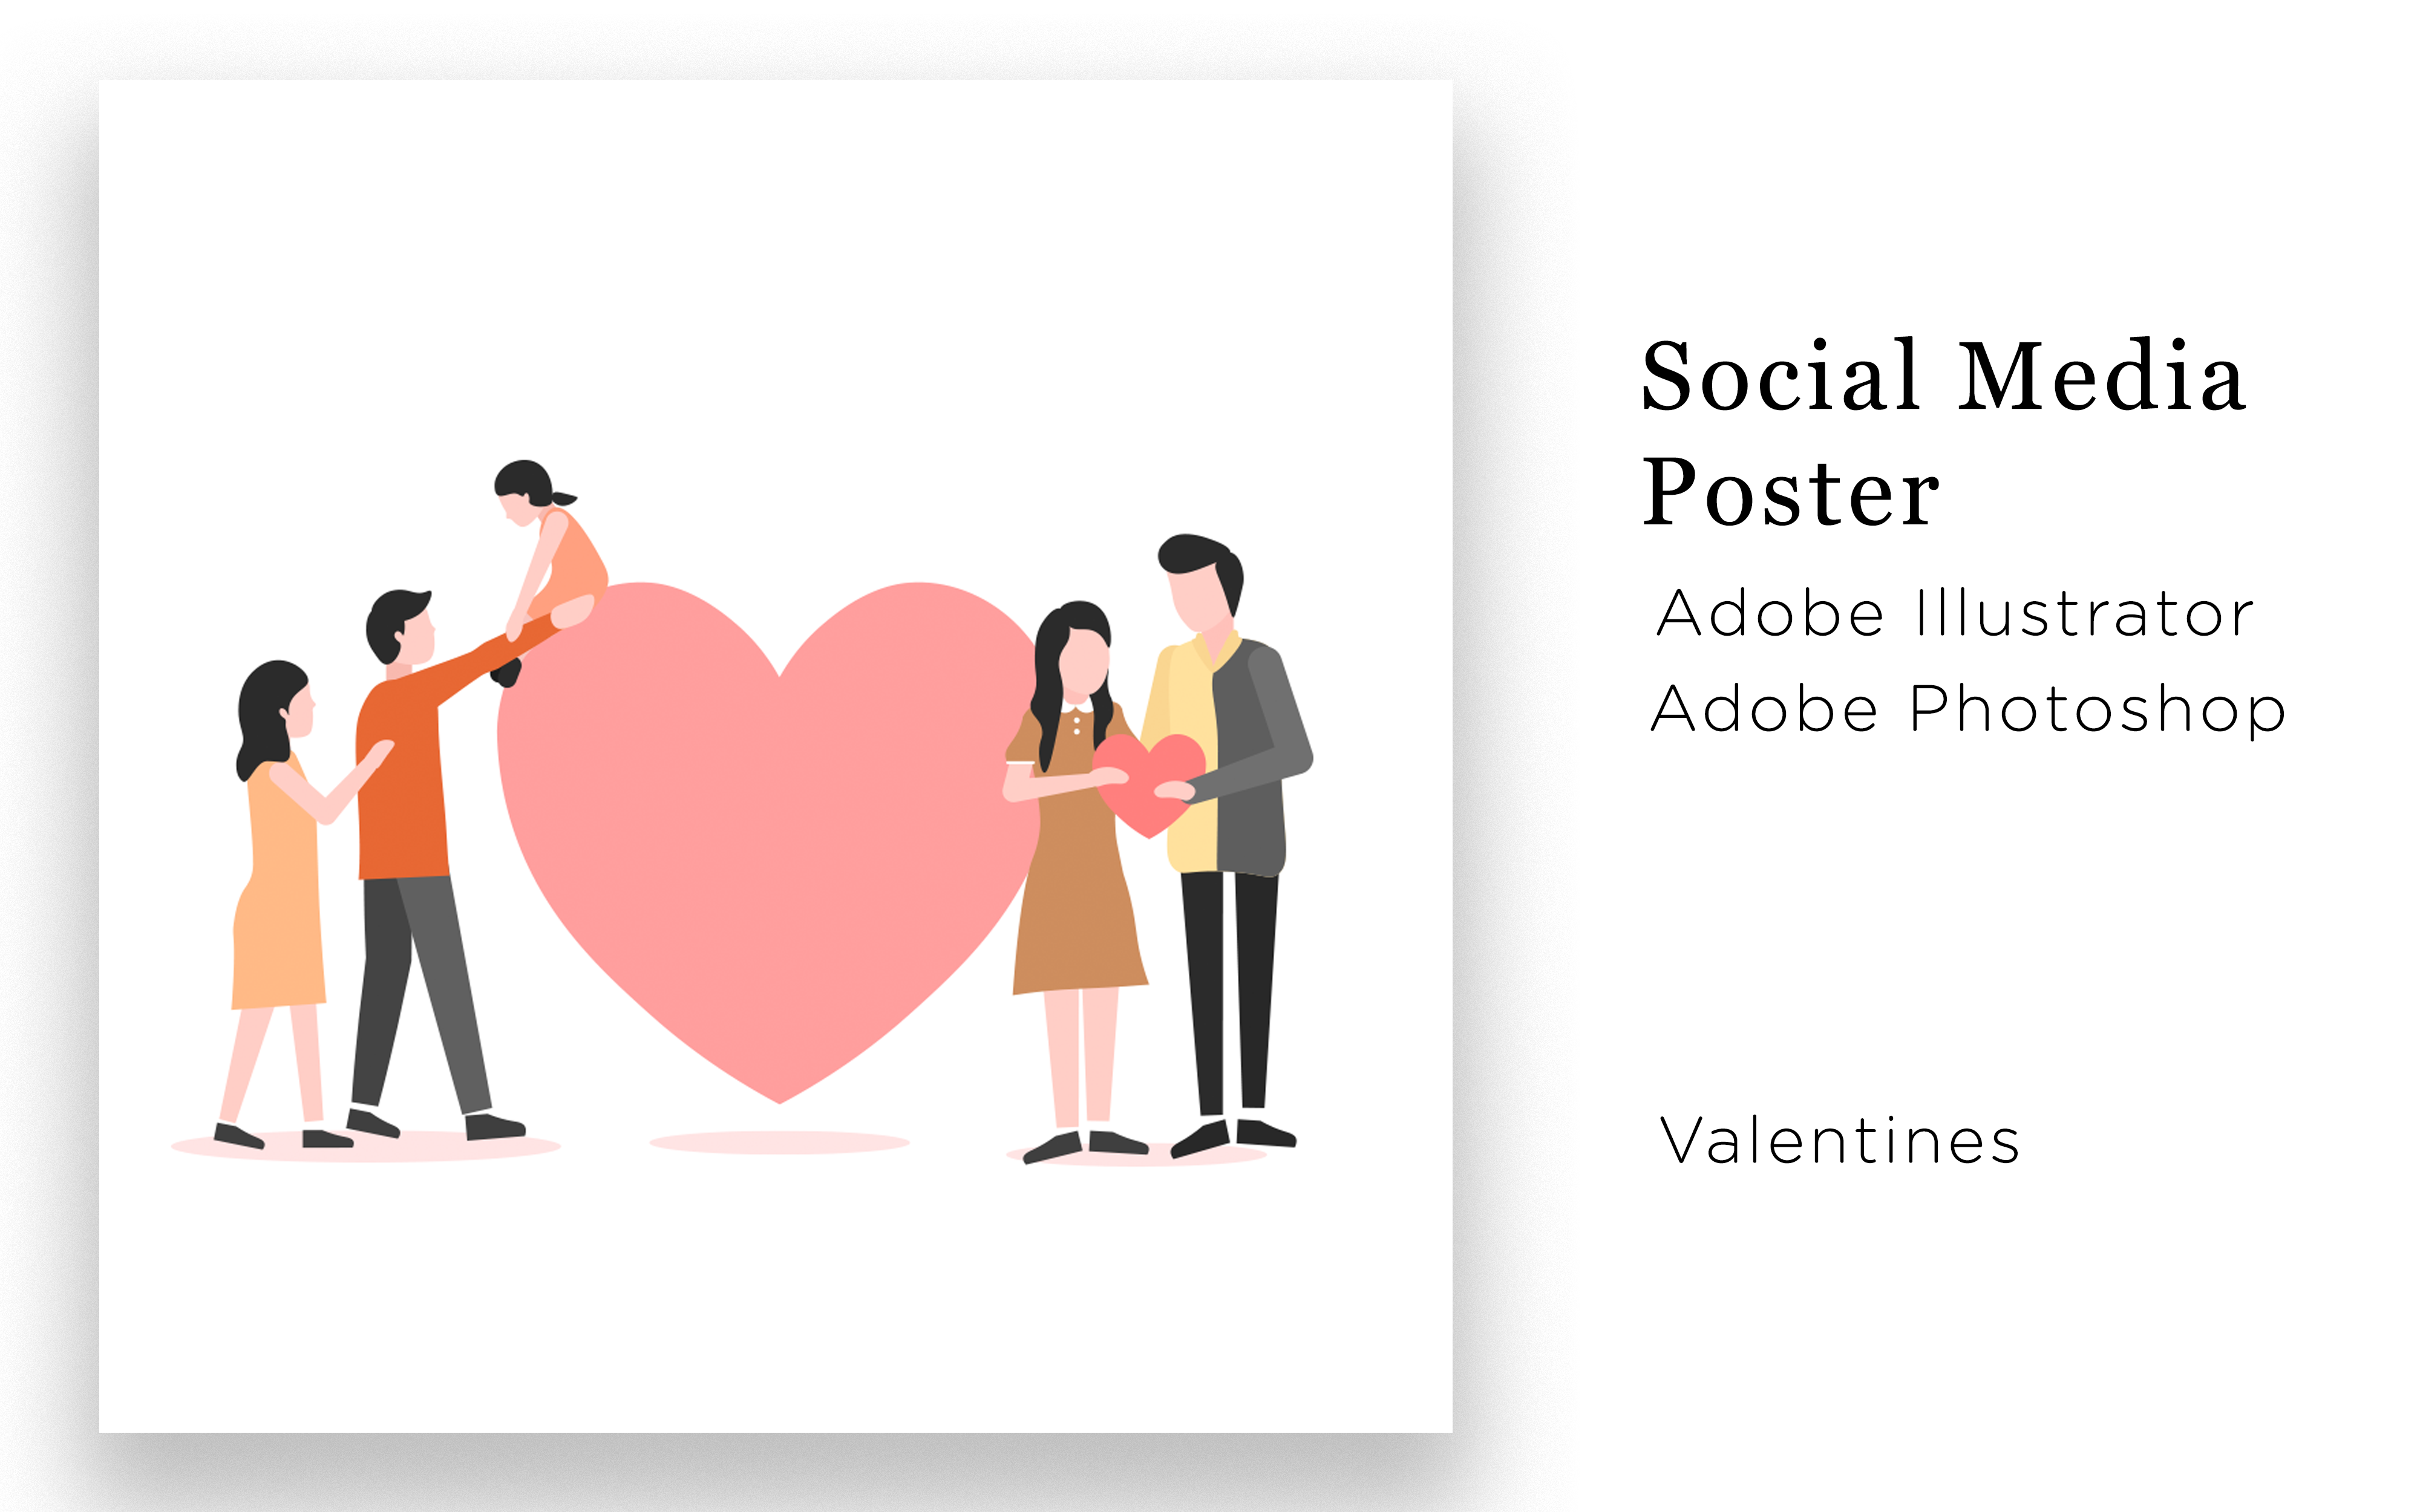 Social Media
Poster
Adobe Illustrator
Adobe Photoshop
Valentines